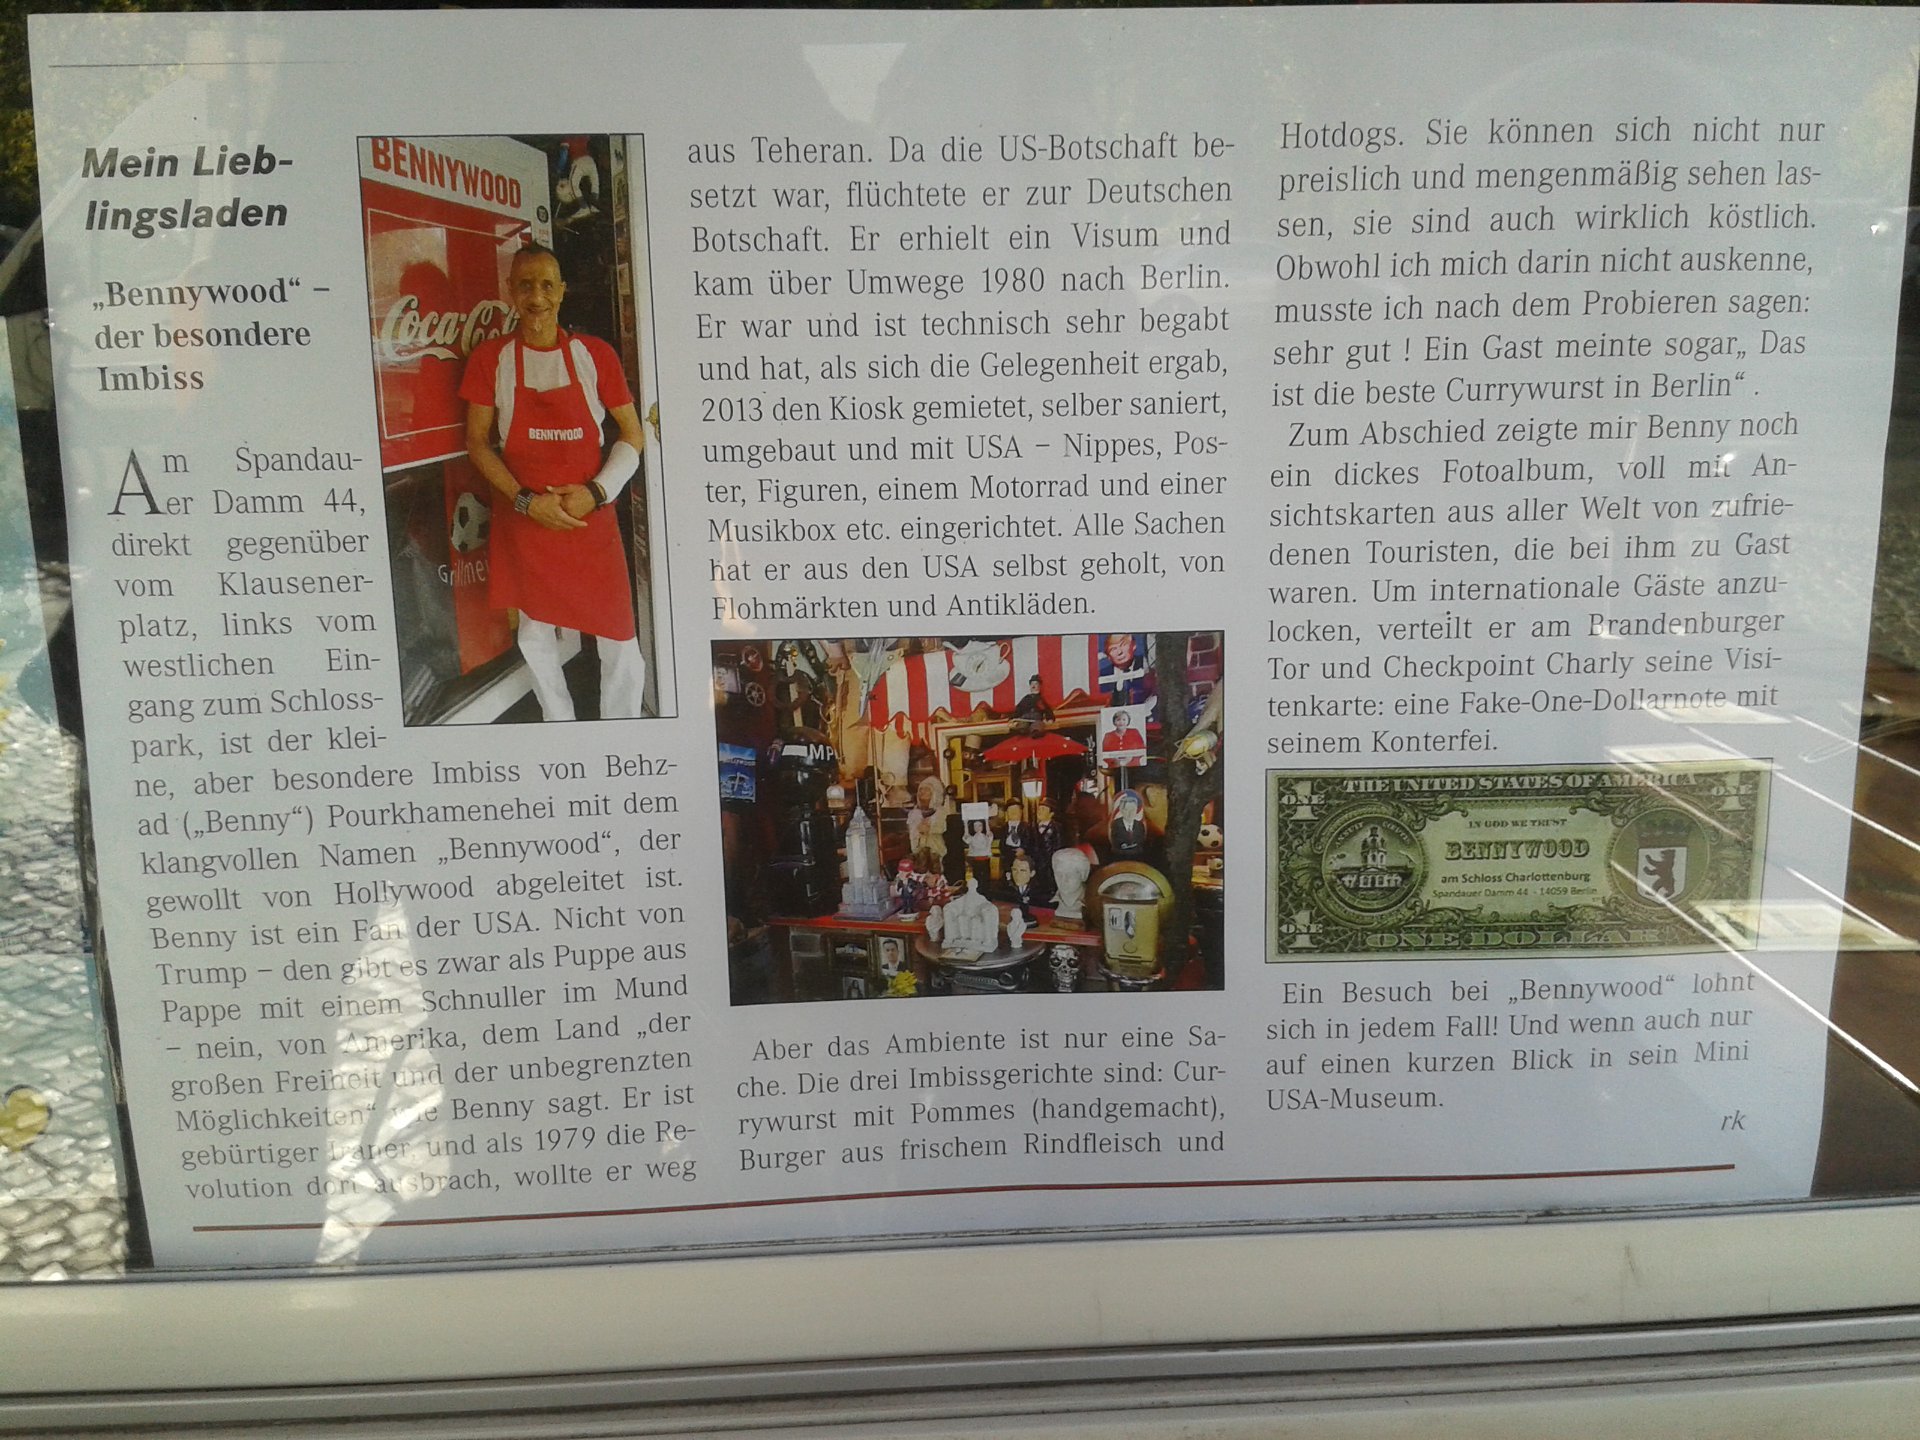 Mein Lieb-
lingsladen
„Bennywood“ –
der besondere
Imbiss
Am Spandau-
er Damm 44,
direkt gegenüber
vom Klausener-
platz, links vom
westlichen Ein-
gang zum Schloss-
park, ist der klei-
ne, aber besondere Imbiss von Behz-
ad („Benny“) Pourkhamenehei mit dem
klangvollen Namen „Bennywood“, der
gewollt von Hollywood abgeleitet ist.
Benny ist ein Fan der USA. Nicht von
Trump – den gibt es zwar als Puppe aus
Pappe mit einem Schnuller im Mund
– nein, von Amerika, dem Land „der
großen Freiheit und der unbegrenzten
Möglichkeiten“ wie Benny sagt. Er ist
gebürtiger Iraner, und als 1979 die Re-
volution dort ausbrach, wollte er weg
BENNYWOOD
Coca-Col
BENNYWOOD
aus Teheran. Da die US-Botschaft be-
setzt war, flüchtete er zur Deutschen
Botschaft. Er erhielt ein Visum und
kam über Umwege 1980 nach Berlin.
Er war und ist technisch sehr begabt
und hat, als sich die Gelegenheit ergab,
2013 den Kiosk gemietet, selber saniert,
umgebaut und mit USA – Nippes, Pos-
ter, Figuren, einem Motorrad und einer
Musikbox etc. eingerichtet. Alle Sachen
hat er aus den USA selbst geholt, von
Flohmärkten und Antikläden.
Aber das Ambiente ist nur eine Sa-
che. Die drei Imbissgerichte sind: Cur-
rywurst mit Pommes (handgemacht),
Burger aus frischem Rindfleisch und
Hotdogs. Sie können sich nicht nur
preislich und mengenmäßig sehen las-
sen, sie sind auch wirklich köstlich.
Obwohl ich mich darin nicht auskenne,
musste ich nach dem Probieren sagen:
sehr gut ! Ein Gast meinte sogar„ Das
ist die beste Currywurst in Berlin“ .
Zum Abschied zeigte mir Benny noch
ein dickes Fotoalbum, voll mit An-
sichtskarten aus aller Welt von zufrie-
denen Touristen, die bei ihm zu Gast
waren. Um internationale Gäste anzu-
locken, verteilt er am Brandenburger
Tor und Checkpoint Charly seine Visi-
tenkarte: eine Fake-One-Dollarnote mit
seinem Konterfei.
THE UNITED STATES OF AMERICA
ONE 1
IN GOD WE TRUST
BENNYWOOD
am Schloss Charlottenburg
Spandauer Damm 44 - 14059 Berlin
1 ONE DOLLAR
Ein Besuch bei „Bennywood“ lohnt
sich in jedem Fall! Und wenn auch nur
auf einen kurzen Blick in sein Mini
USA-Museum.
rk